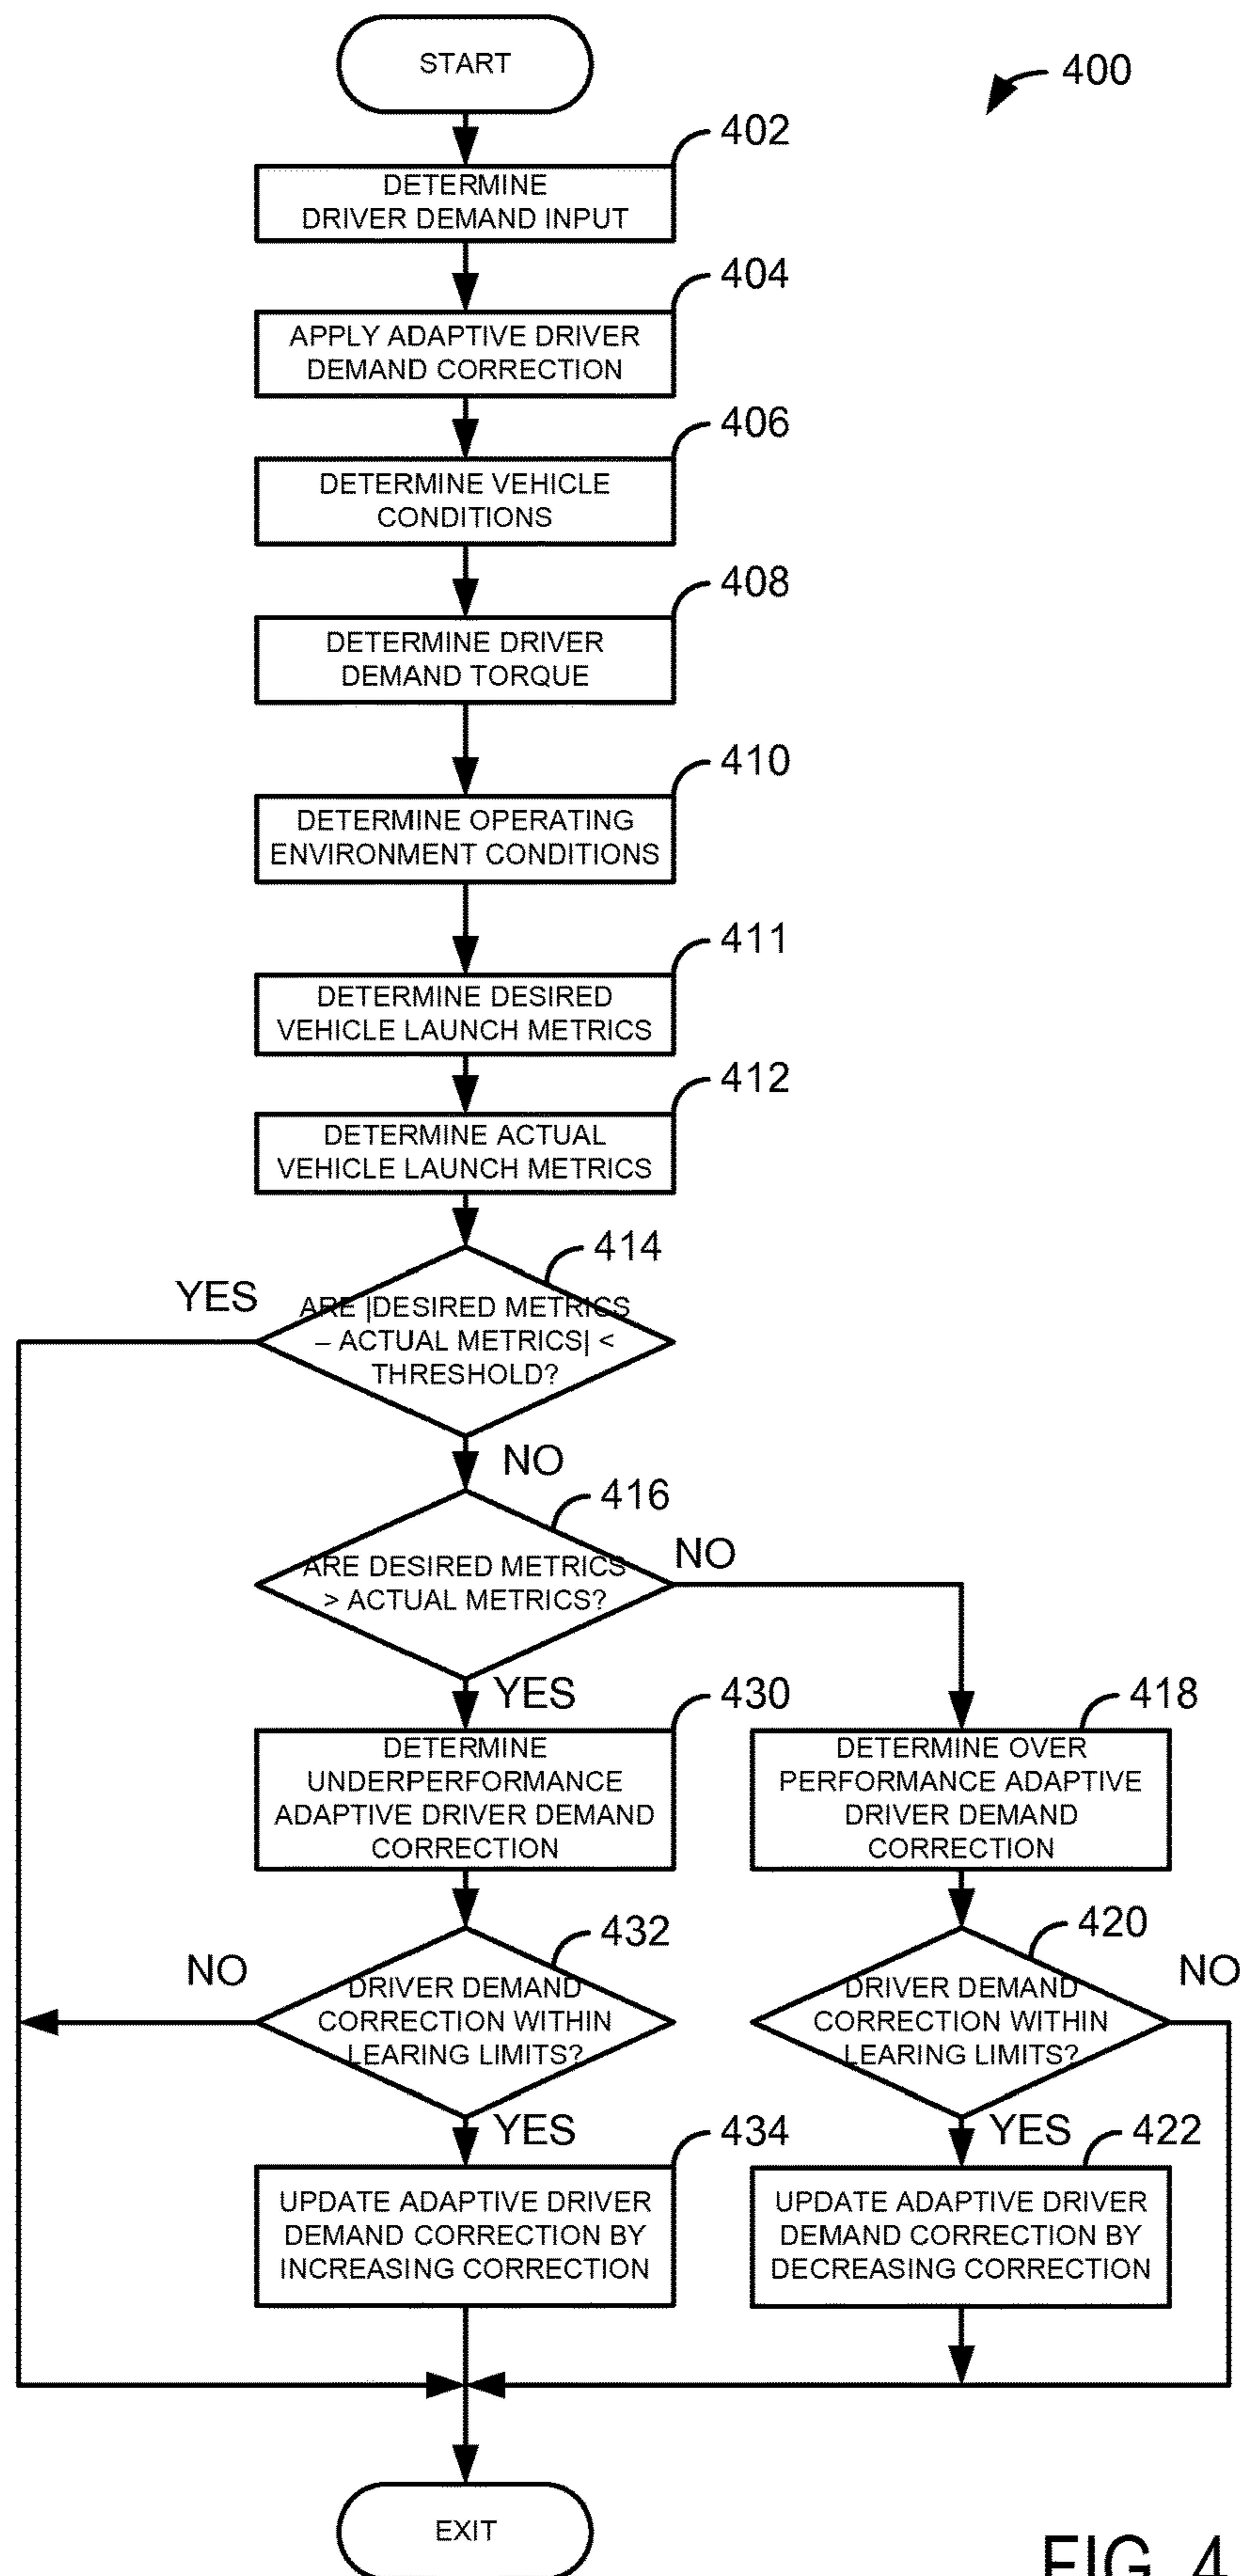 START
400
402
DETERMINE
DRIVER DEMAND INPUT
404
APPLY ADAPTIVE DRIVER
DEMAND CORRECTION
406
DETERMINE VEHICLE
CONDITIONS
408
DETERMINE DRIVER
DEMAND TORQUE
410
DETERMINE OPERATING
ENVIRONMENT CONDITIONS
411
DETERMINE DESIRED
VEHICLE LAUNCH METRICS
412
DETERMINE ACTUAL
VEHICLE LAUNCH METRICS
414
YES
ARE |DESIRED METRICS
– ACTUAL METRICS| <
THRESHOLD?
NO
416
ARE DESIRED METRICS
> ACTUAL METRICS?
NO
YES
430
DETERMINE
UNDERPERFORMANCE
ADAPTIVE DRIVER DEMAND
CORRECTION
418
DETERMINE OVER
PERFORMANCE ADAPTIVE
DRIVER DEMAND
CORRECTION
432
NO
DRIVER DEMAND
CORRECTION WITHIN
LEARING LIMITS?
YES
420
NO
DRIVER DEMAND
CORRECTION WITHIN
LEARING LIMITS?
YES
434
UPDATE ADAPTIVE DRIVER
DEMAND CORRECTION BY
INCREASING CORRECTION
422
UPDATE ADAPTIVE DRIVER
DEMAND CORRECTION BY
DECREASING CORRECTION
EXIT
FIG. 4